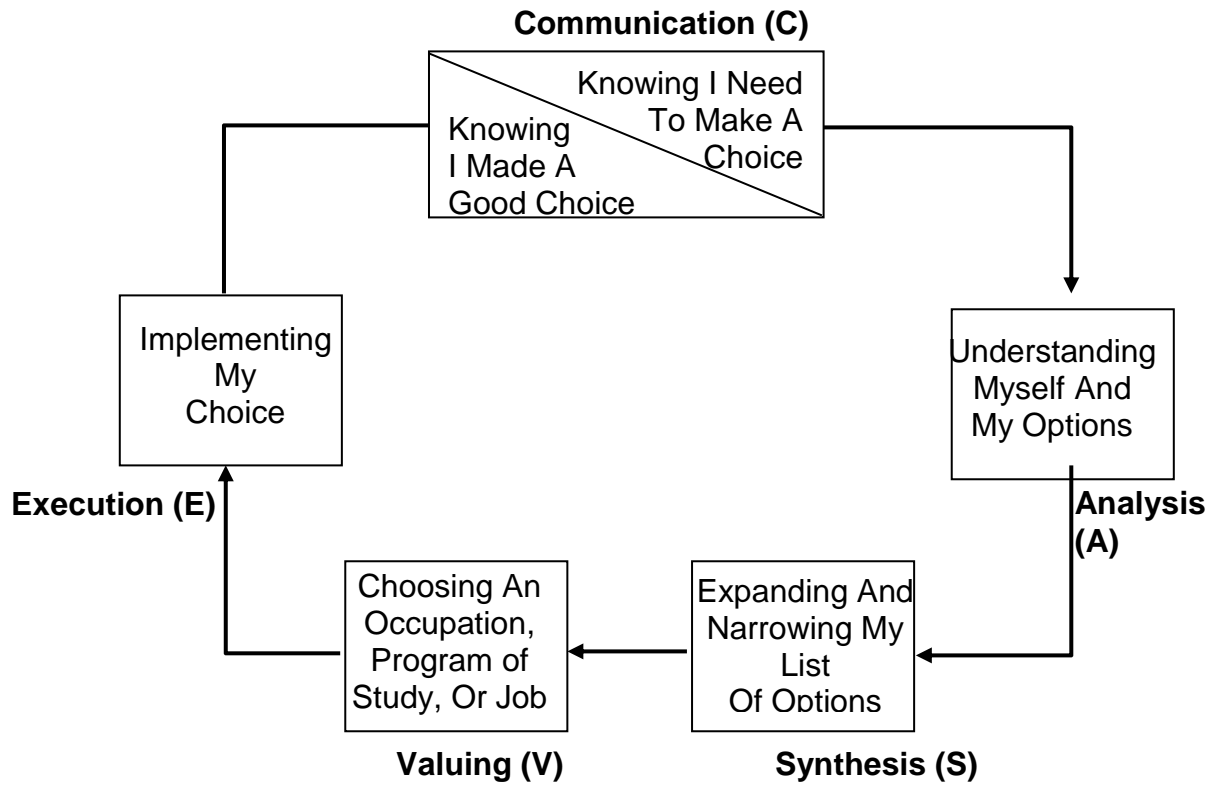 Communication (C)
Knowing I Need
To Make A
Choice
Knowing
I Made A
Good Choice
Understanding
Myself And
My Options
Analysis
(A)
Expanding And
Narrowing My
List
Of Options
Synthesis (S)
Choosing An
Occupation,
Program of
Study, Or Job
Valuing (V)
Implementing
My
Choice
Execution (E)